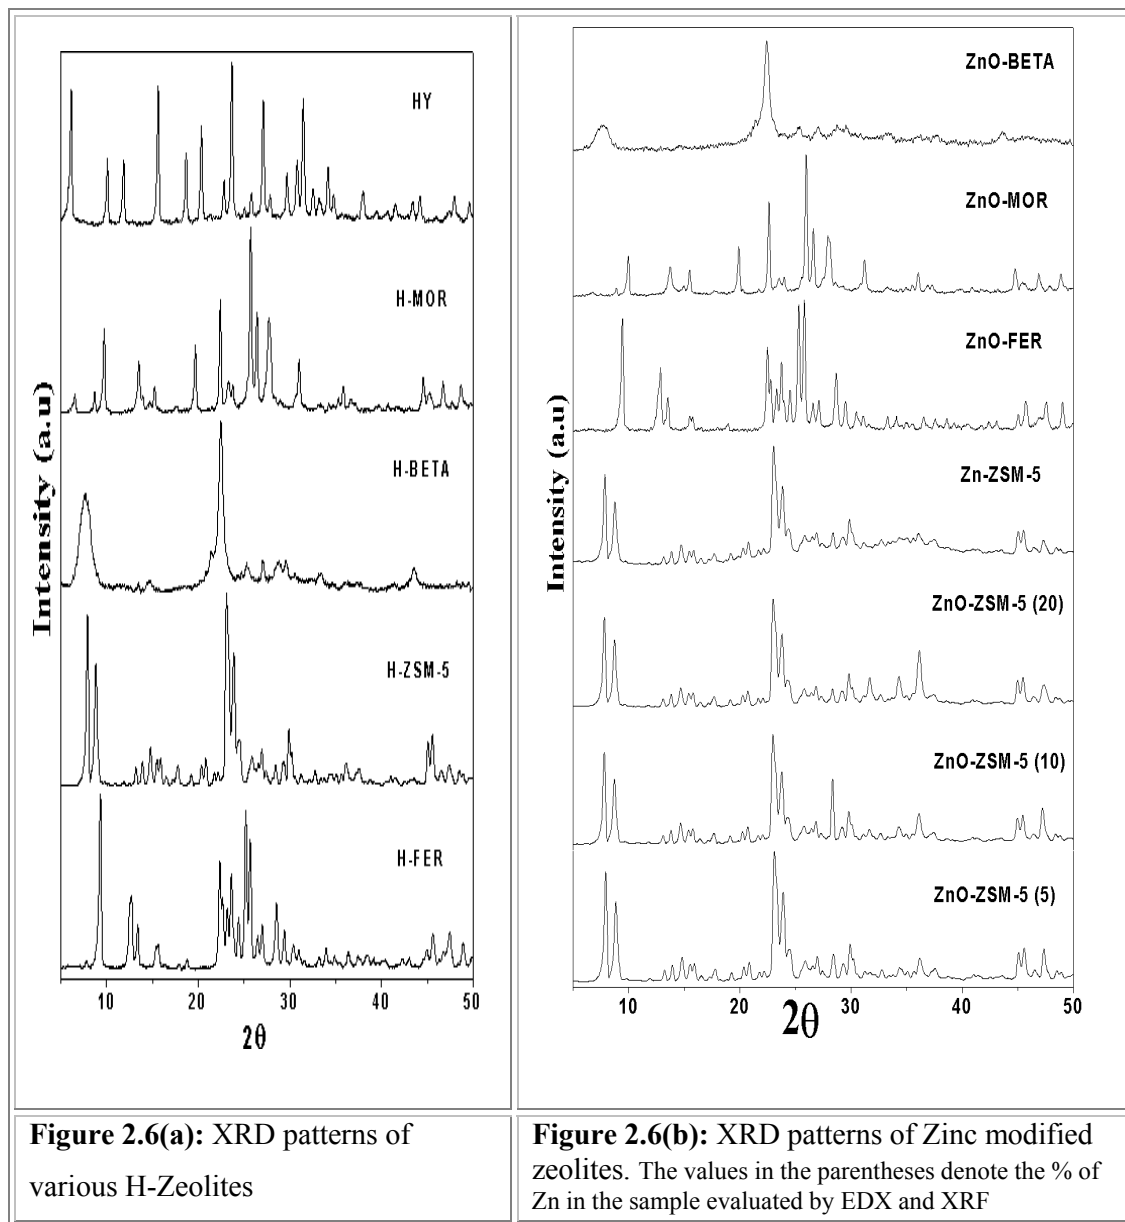 HY
H-MOR
H-BETA
H-ZSM-5
H-FER
Intensity (a.u)
10 20 30 40 50
2θ
ZnO-BETA
ZnO-MOR
ZnO-FER
Zn-ZSM-5
ZnO-ZSM-5 (20)
ZnO-ZSM-5 (10)
ZnO-ZSM-5 (5)
Intensity (a.u)
10 20 30 40 50
2θ
Figure 2.6(a): XRD patterns of
various H-Zeolites
Figure 2.6(b): XRD patterns of Zinc modified
zeolites. The values in the parentheses denote the % of
Zn in the sample evaluated by EDX and XRF